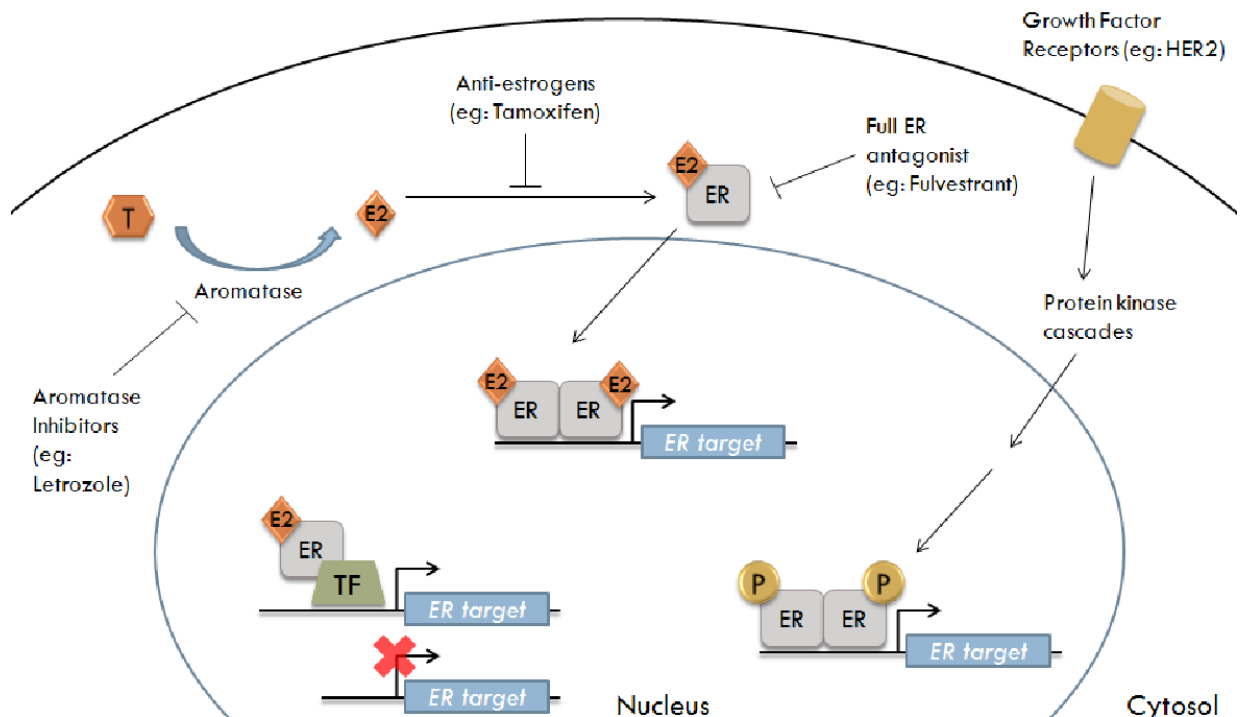 Growth Factor
Receptors (eg: HER2)
Anti-estrogens
(eg: Tamoxifen)
Full ER
antagonist
(eg: Fulvestrant)
E2
ER
T
E2
Aromatase
Protein kinase
cascades
Aromatase
Inhibitors
(eg:
Letrozole)
E2
E2
ER
ER
ER target
E2
ER
TF
ER target
P
P
ER
ER
ER target
ER target
Nucleus
Cytosol